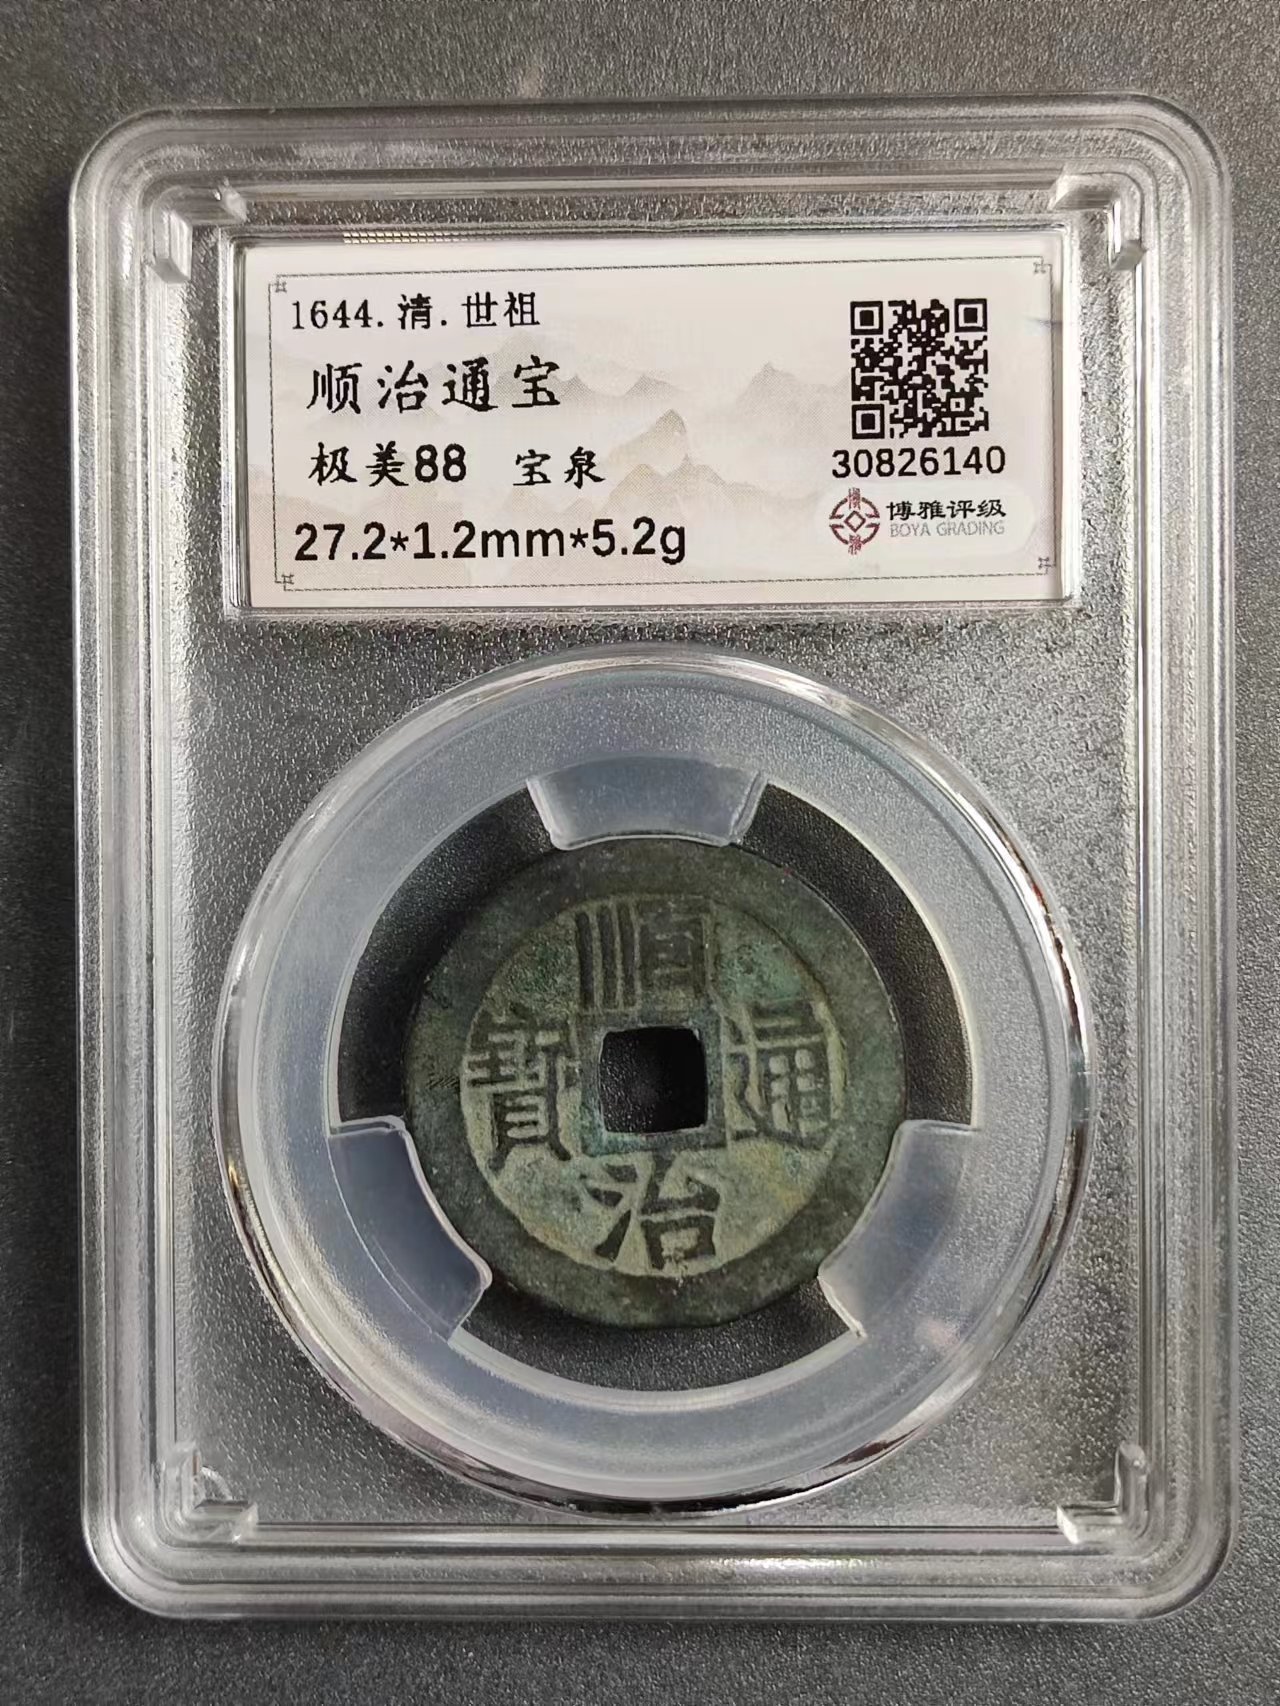 1644.清.世祖
顺治通宝
极美88 宝泉
27.2*1.2mm*5.2g
30826140
博雅评级
BOYA GRADING
順治通寶